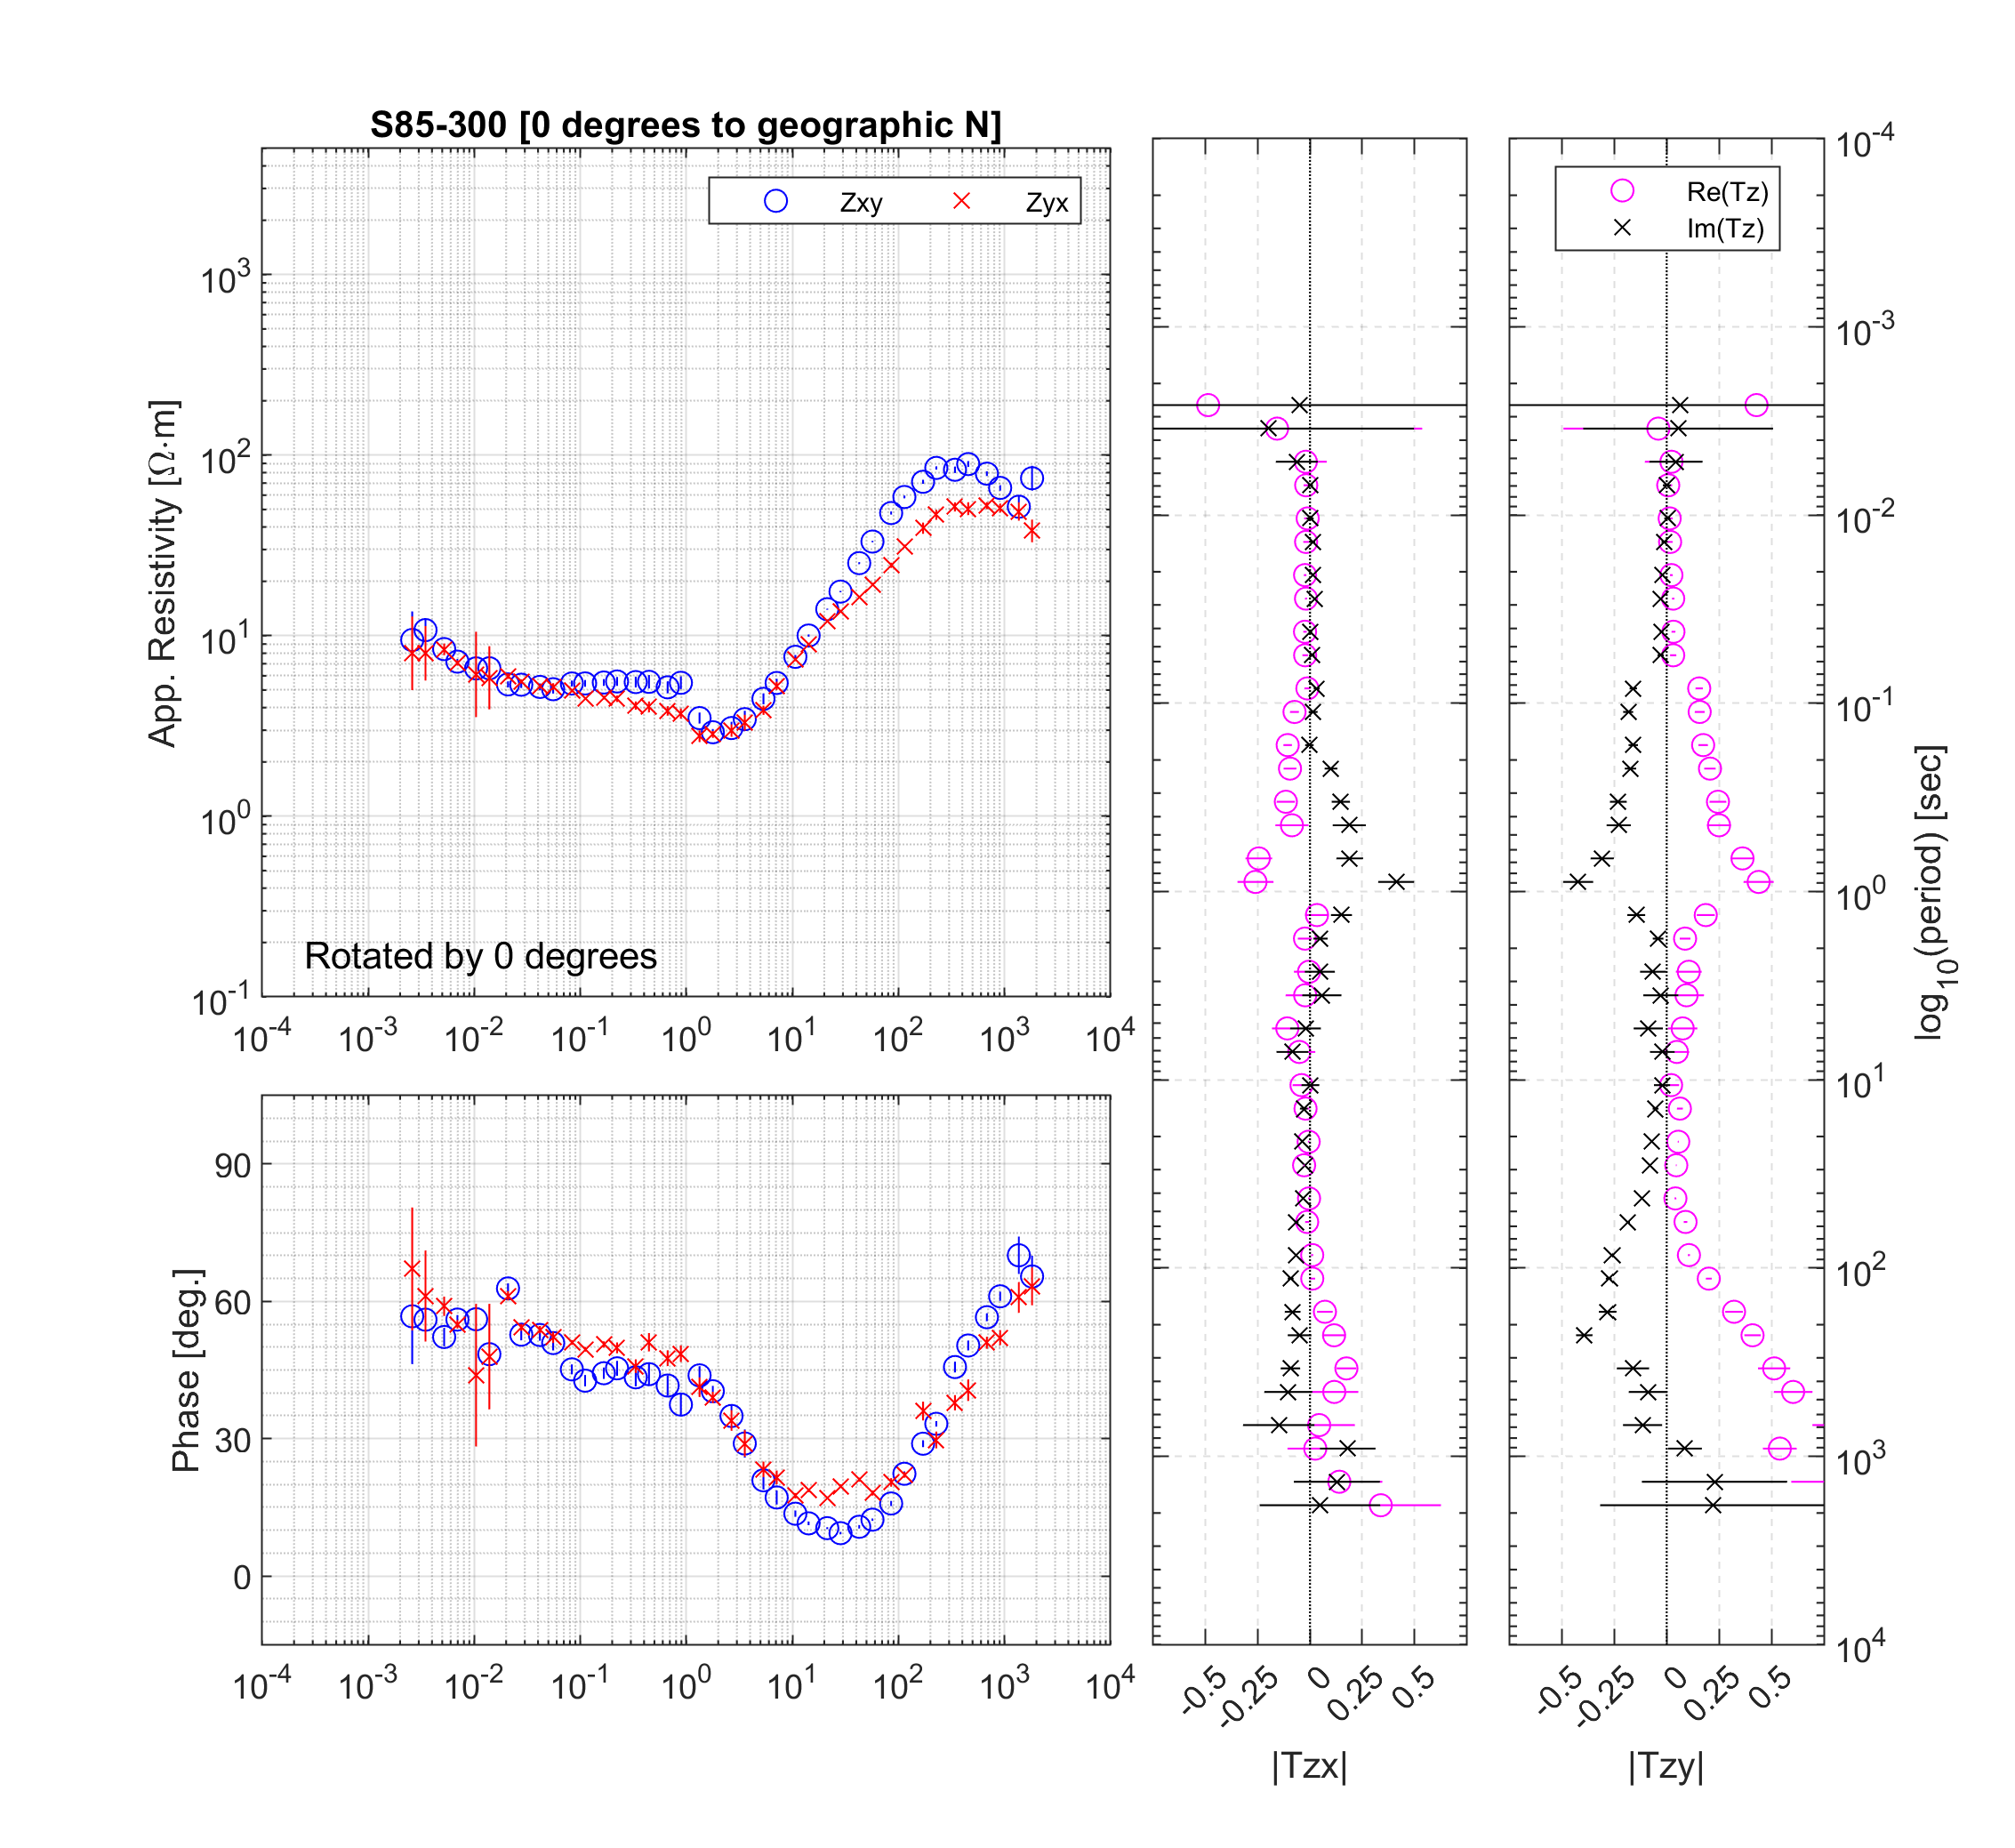 S85-300 [0 degrees to geographic N]
Zxy Zyx
App. Resistivity [Ω·m]
10^3
10^2
10^1
10^0
10^-1
Rotated by 0 degrees
10^-4 10^-3 10^-2 10^-1 10^0 10^1 10^2 10^3 10^4
Phase [deg.]
90
60
30
0
10^-4 10^-3 10^-2 10^-1 10^0 10^1 10^2 10^3 10^4
-0.5 -0.25 0 0.25 0.5
|Tzx|
Re(Tz)
Im(Tz)
-0.5 -0.25 0 0.25 0.5
|Tzy|
10^-4
10^-3
10^-2
10^-1
10^0
10^1
10^2
10^3
10^4
log10(period) [sec]